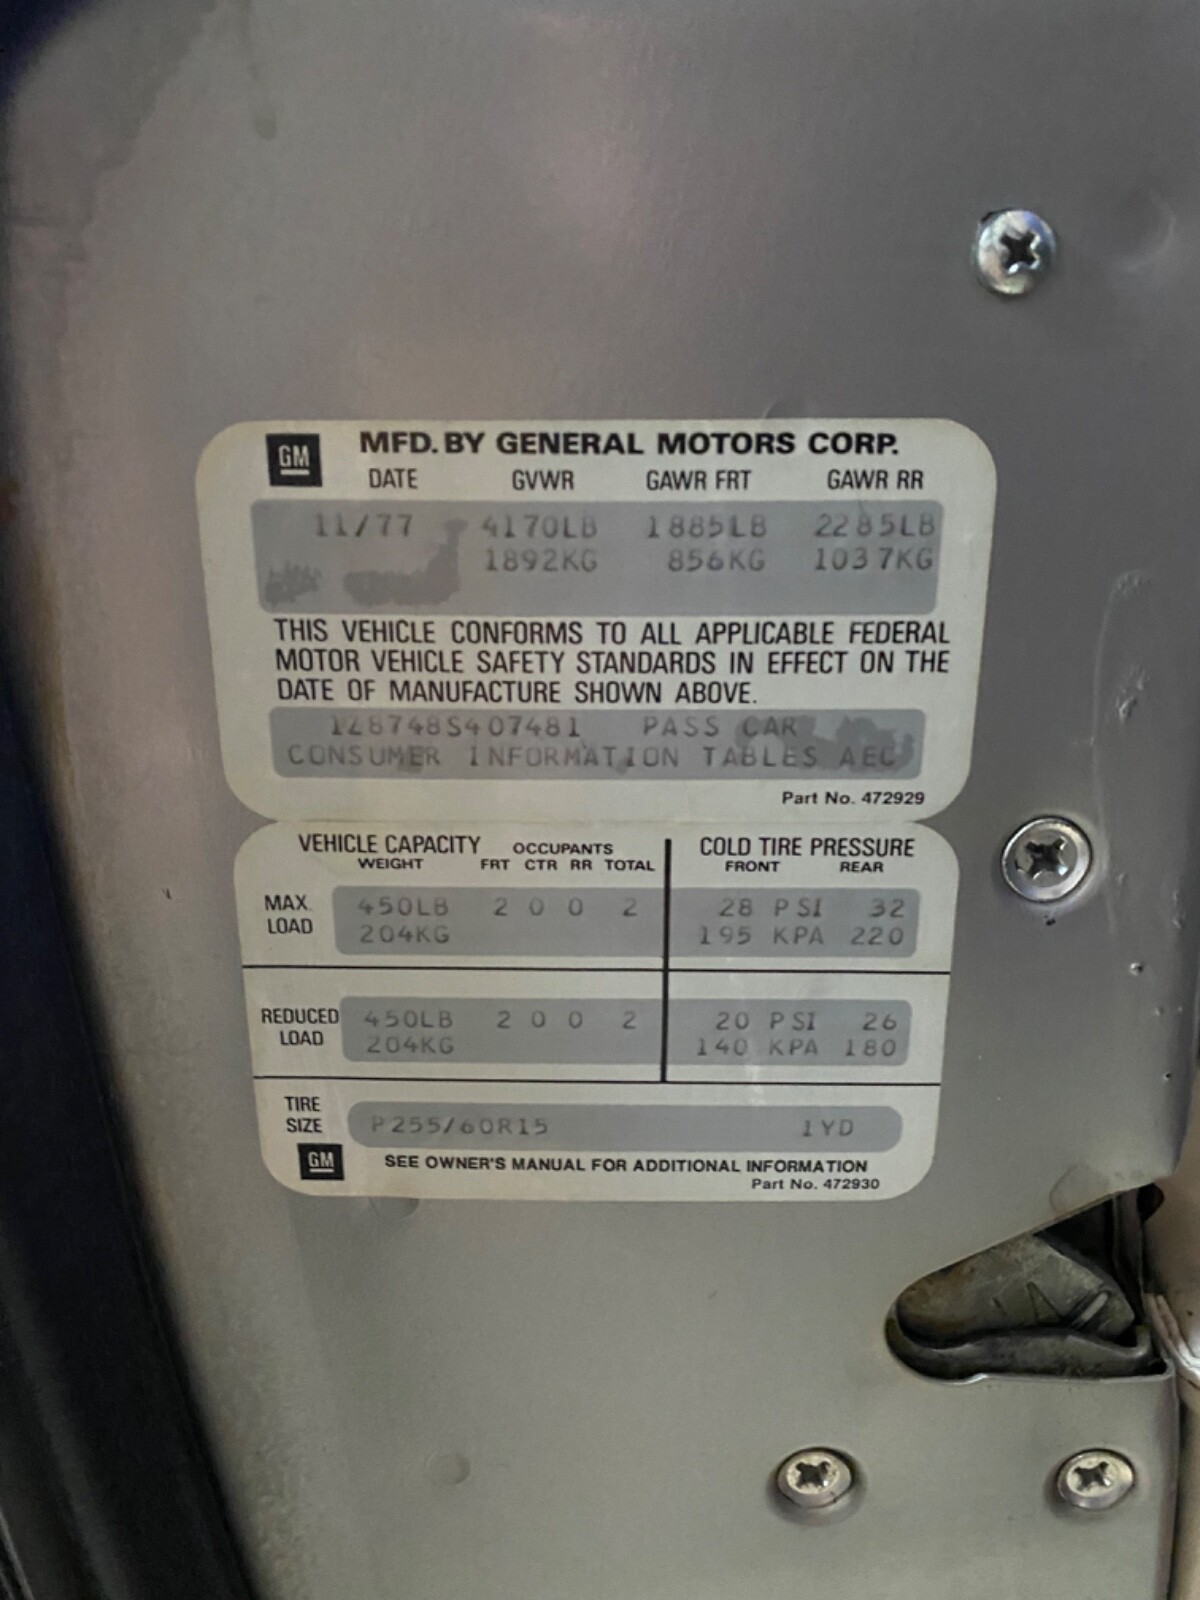 GM MFD. BY GENERAL MOTORS CORP.
DATE GVWR GAWR FRT GAWR RR
11/77 4170LB 1885LB 2285LB
1892KG 856KG 1037KG
THIS VEHICLE CONFORMS TO ALL APPLICABLE FEDERAL
MOTOR VEHICLE SAFETY STANDARDS IN EFFECT ON THE
DATE OF MANUFACTURE SHOWN ABOVE.
1Z8748S407481 PASS CAR
CONSUMER INFORMATION TABLES AEC
Part No. 472929
VEHICLE CAPACITY OCCUPANTS COLD TIRE PRESSURE
WEIGHT FRT CTR RR TOTAL FRONT REAR
MAX. LOAD 450LB 2 0 0 2 28 PSI 32
204KG 195 KPA 220
REDUCED LOAD 450LB 2 0 0 2 20 PSI 26
204KG 140 KPA 180
TIRE SIZE P255/60R15 1YD
GM SEE OWNER'S MANUAL FOR ADDITIONAL INFORMATION
Part No. 472930